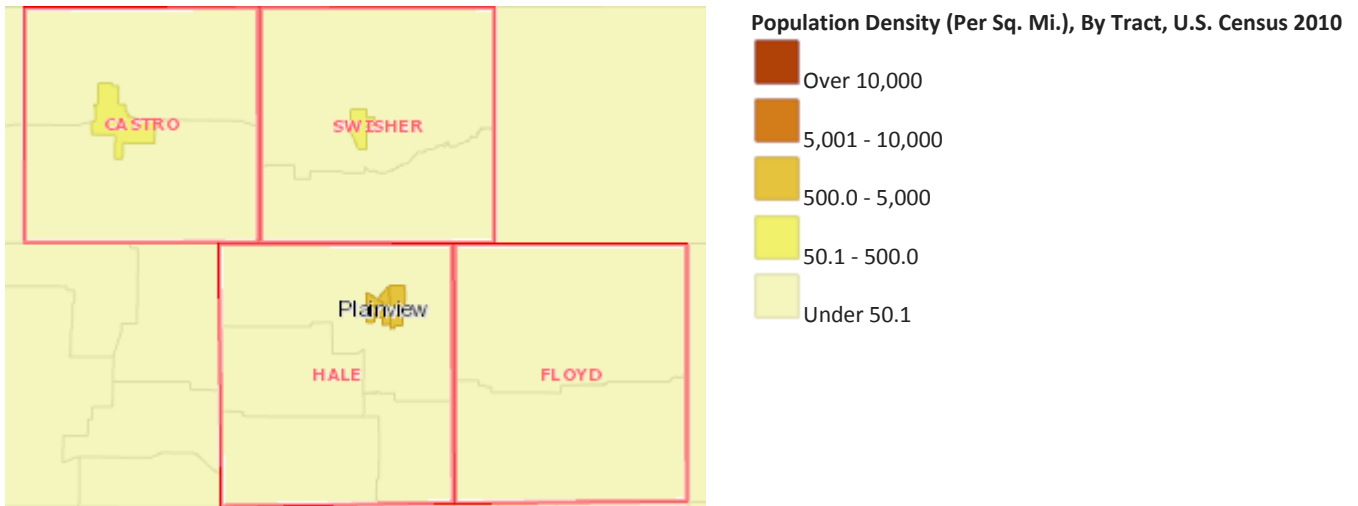 CASTRO
SWISHER
Plainview
HALE
FLOYD
Population Density (Per Sq. Mi.), By Tract, U.S. Census 2010
Over 10,000
5,001 - 10,000
500.0 - 5,000
50.1 - 500.0
Under 50.1